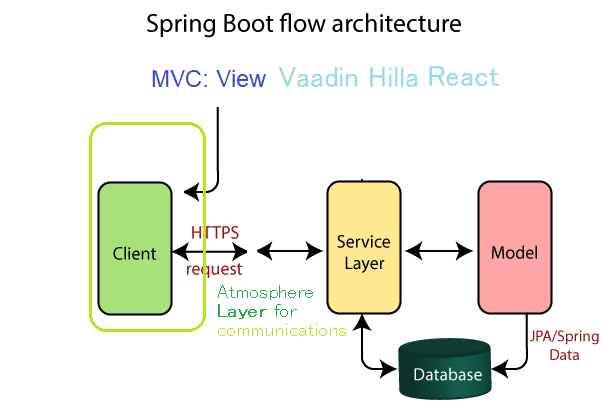 Spring Boot flow architecture
MVC: View Vaadin Hilla React
Client
HTTPS
request
Service
Layer
Model
Atmosphere
Layer for
communications
JPA/Spring
Data
Database